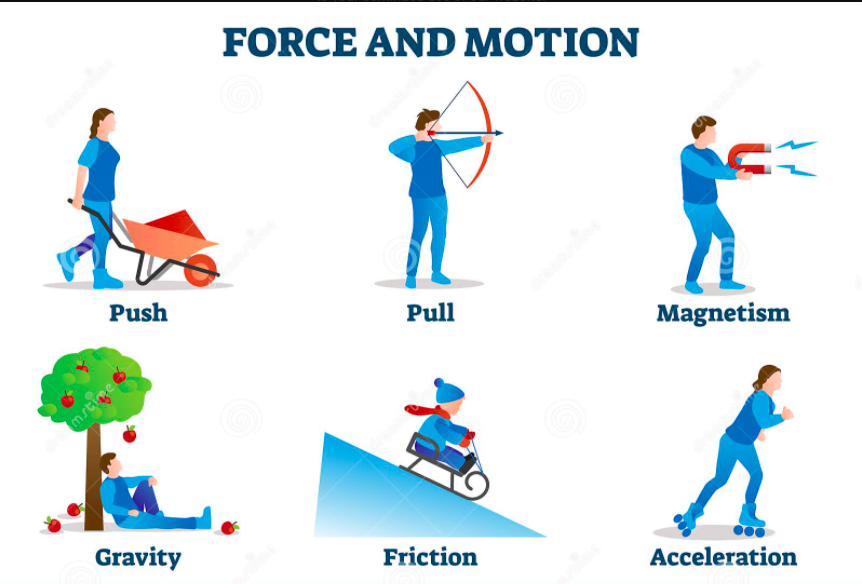 FORCE AND MOTION
Push
Pull
Magnetism
Gravity
Friction
Acceleration